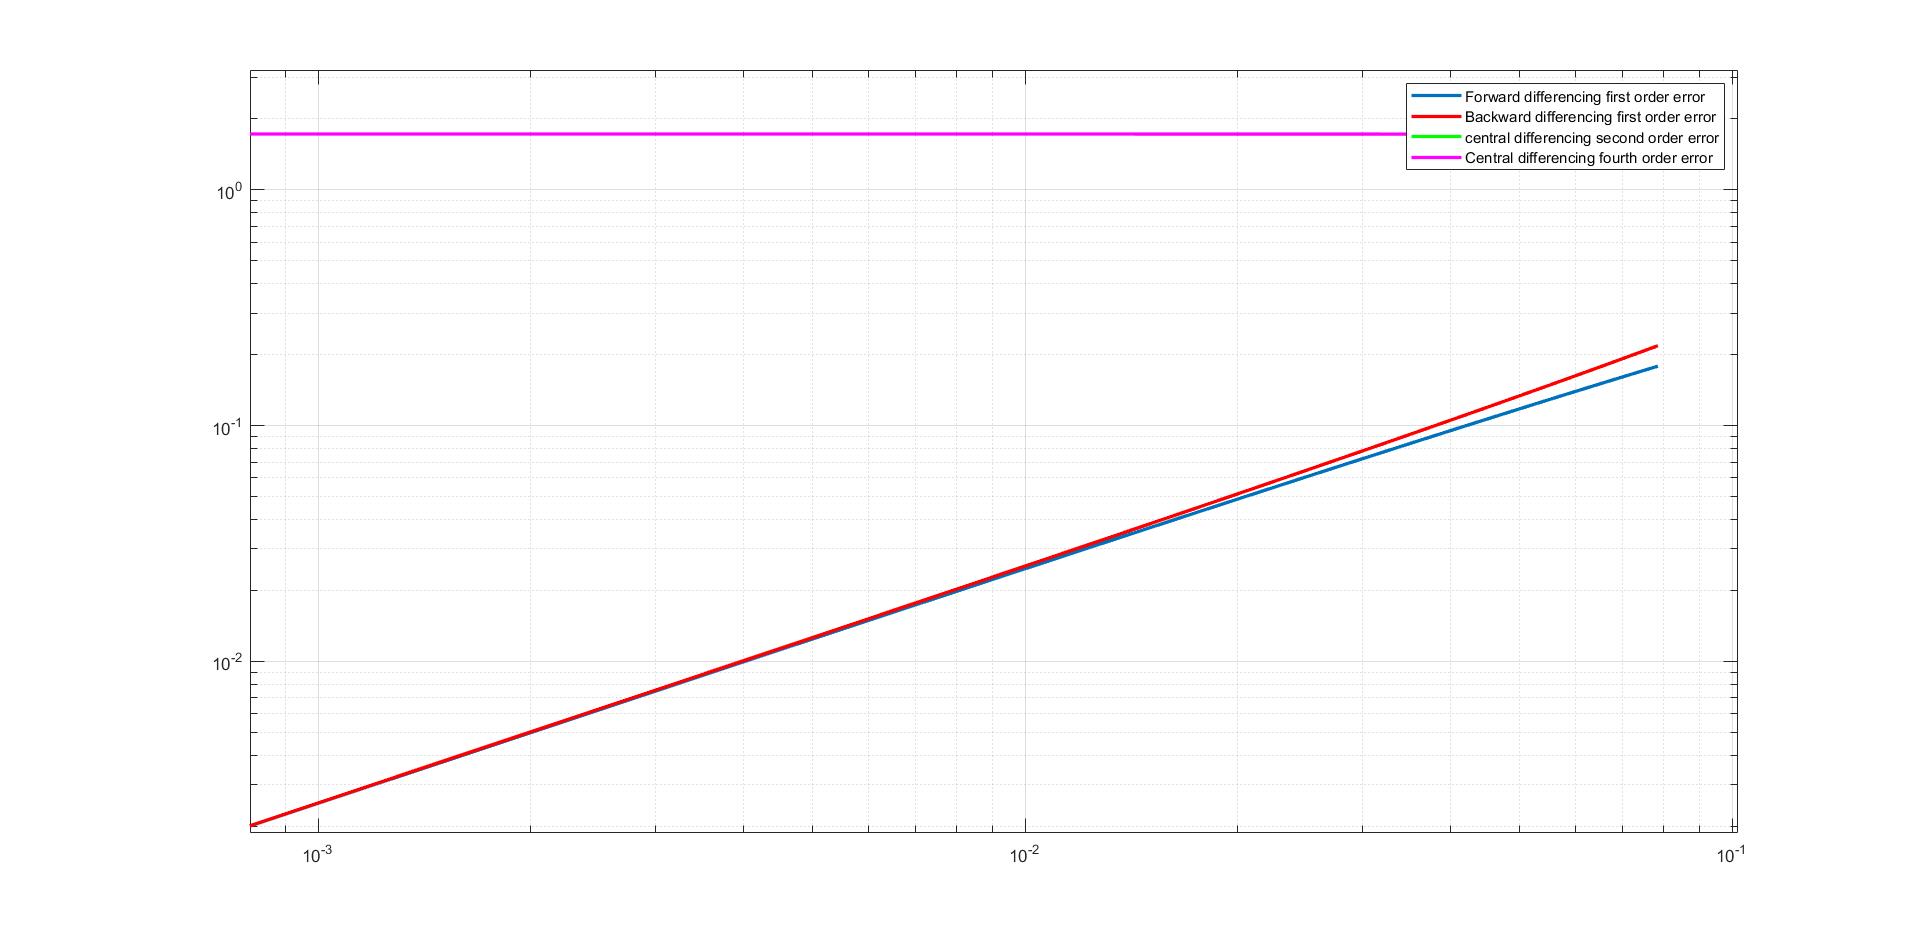 Forward differencing first order error
Backward differencing first order error
central differencing second order error
Central differencing fourth order error
10^0
10^-1
10^-2
10^-3
10^-2
10^-1